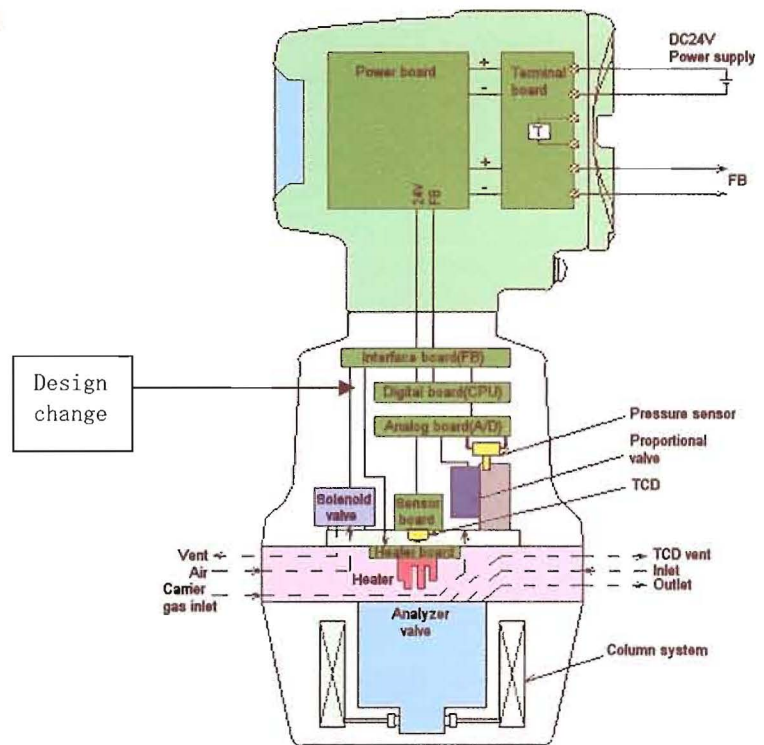 DC24V
Power supply
Power board
+
-
Terminal
board
T
+
-
FB
24V
FB
Design
change
Interface board(FB)
Digital board(CPU)
Analog board(A/D)
Pressure sensor
Proportional
valve
TCD
Solenoid
valve
Sensor
board
Heater board
Heater
Vent
Air
Carrier
gas inlet
TCD vent
Inlet
Outlet
Analyzer
valve
Column system